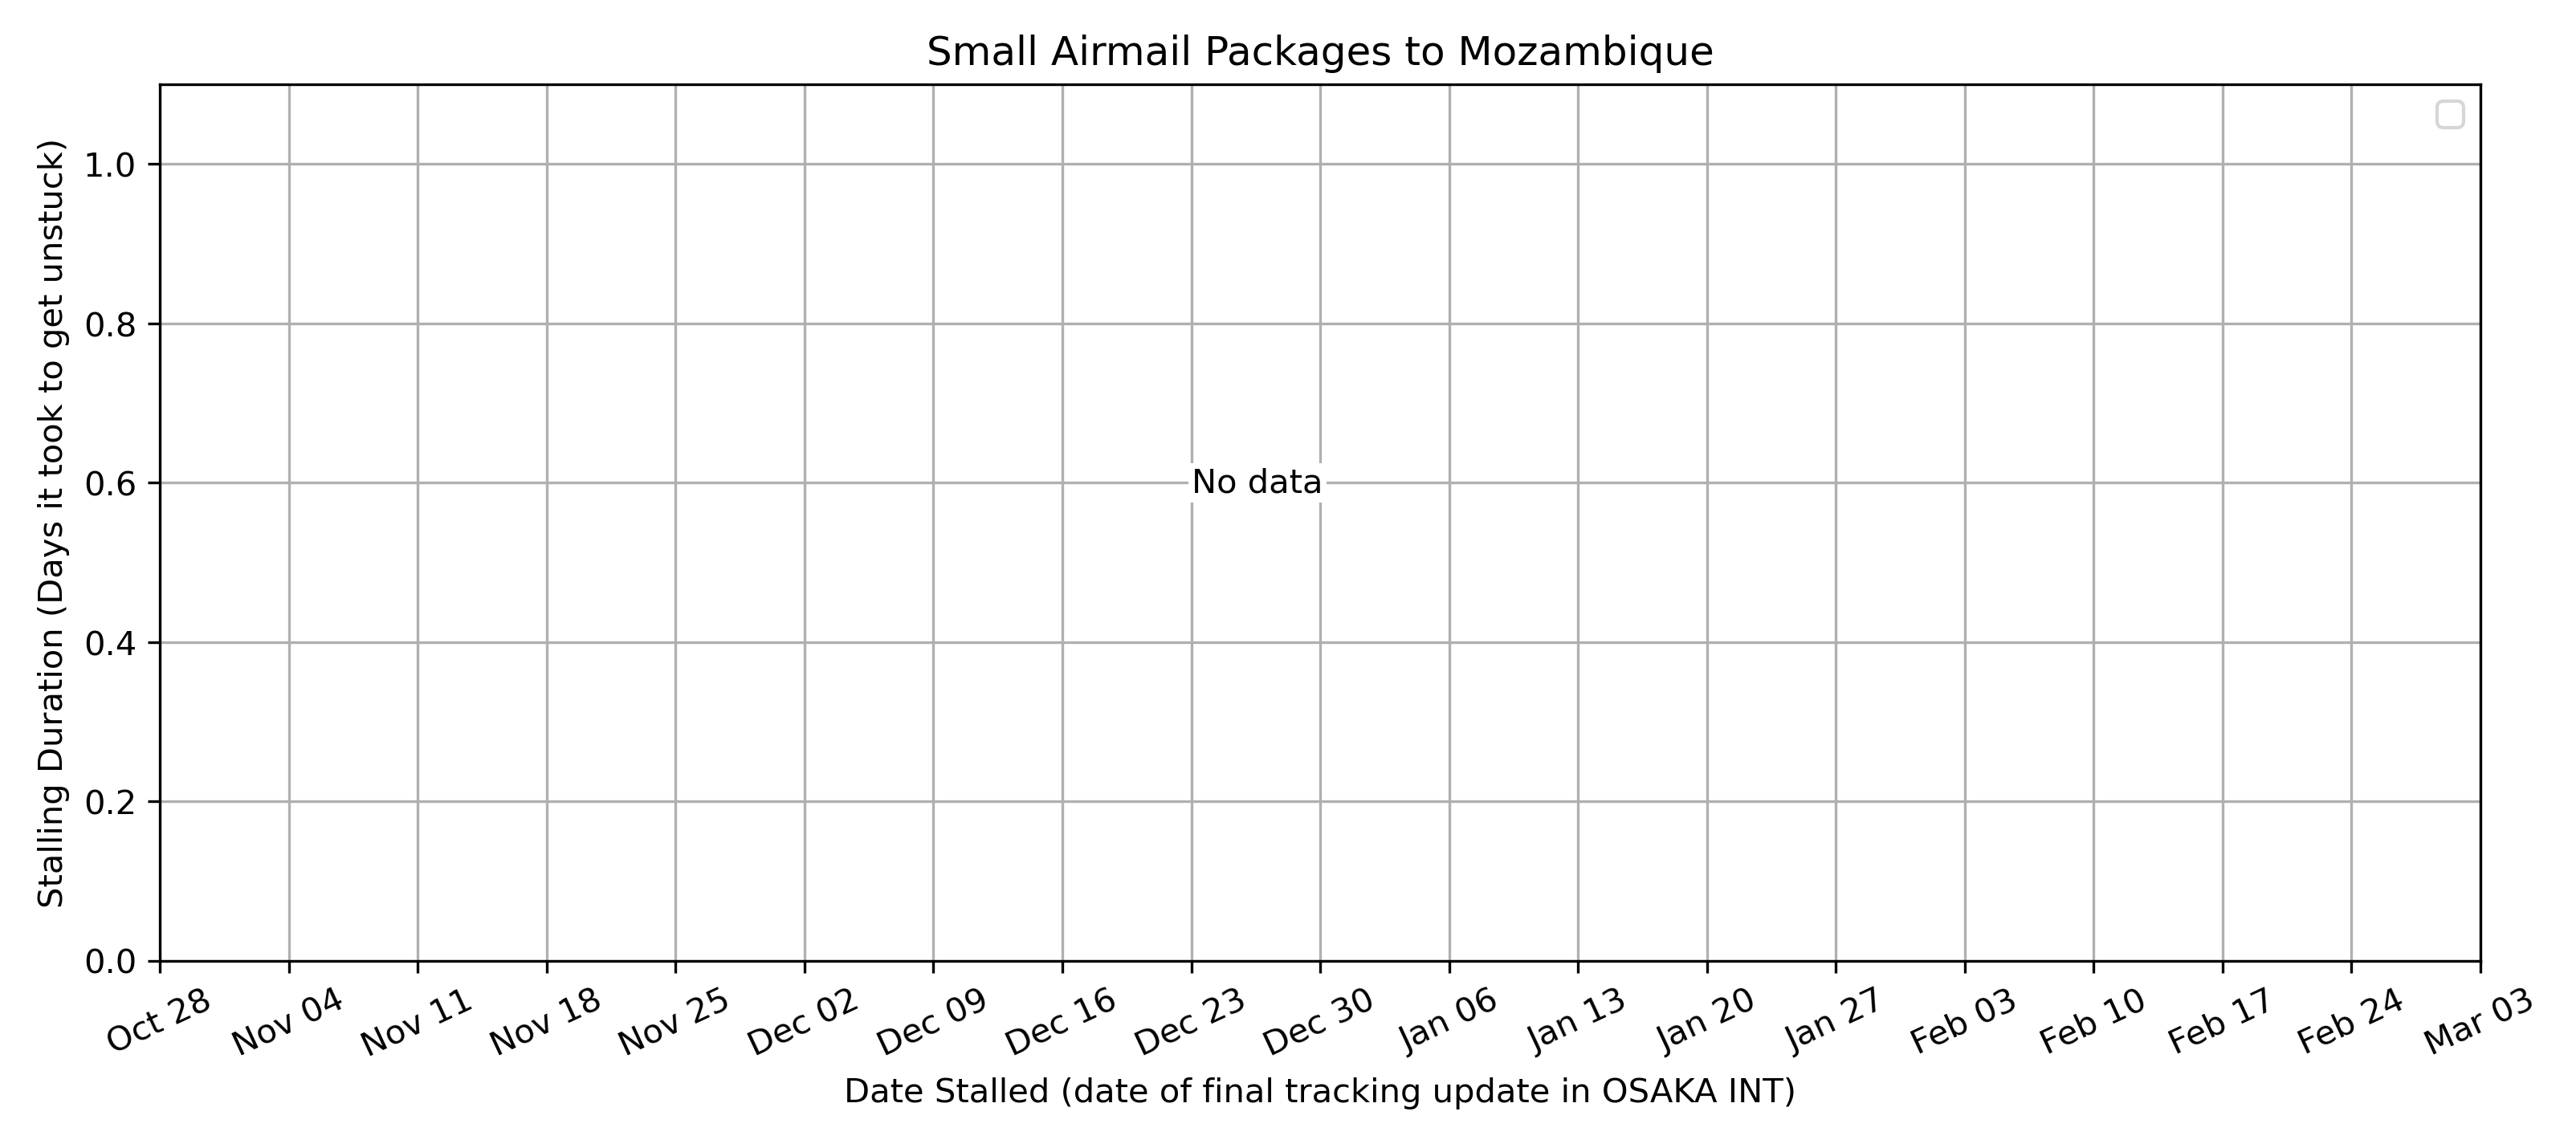 Small Airmail Packages to Mozambique
Stalling Duration (Days it took to get unstuck)
1.0
0.8
0.6
0.4
0.2
0.0
No data
Oct 28 Nov 04 Nov 11 Nov 18 Nov 25 Dec 02 Dec 09 Dec 16 Dec 23 Dec 30 Jan 06 Jan 13 Jan 20 Jan 27 Feb 03 Feb 10 Feb 17 Feb 24 Mar 03
Date Stalled (date of final tracking update in OSAKA INT)